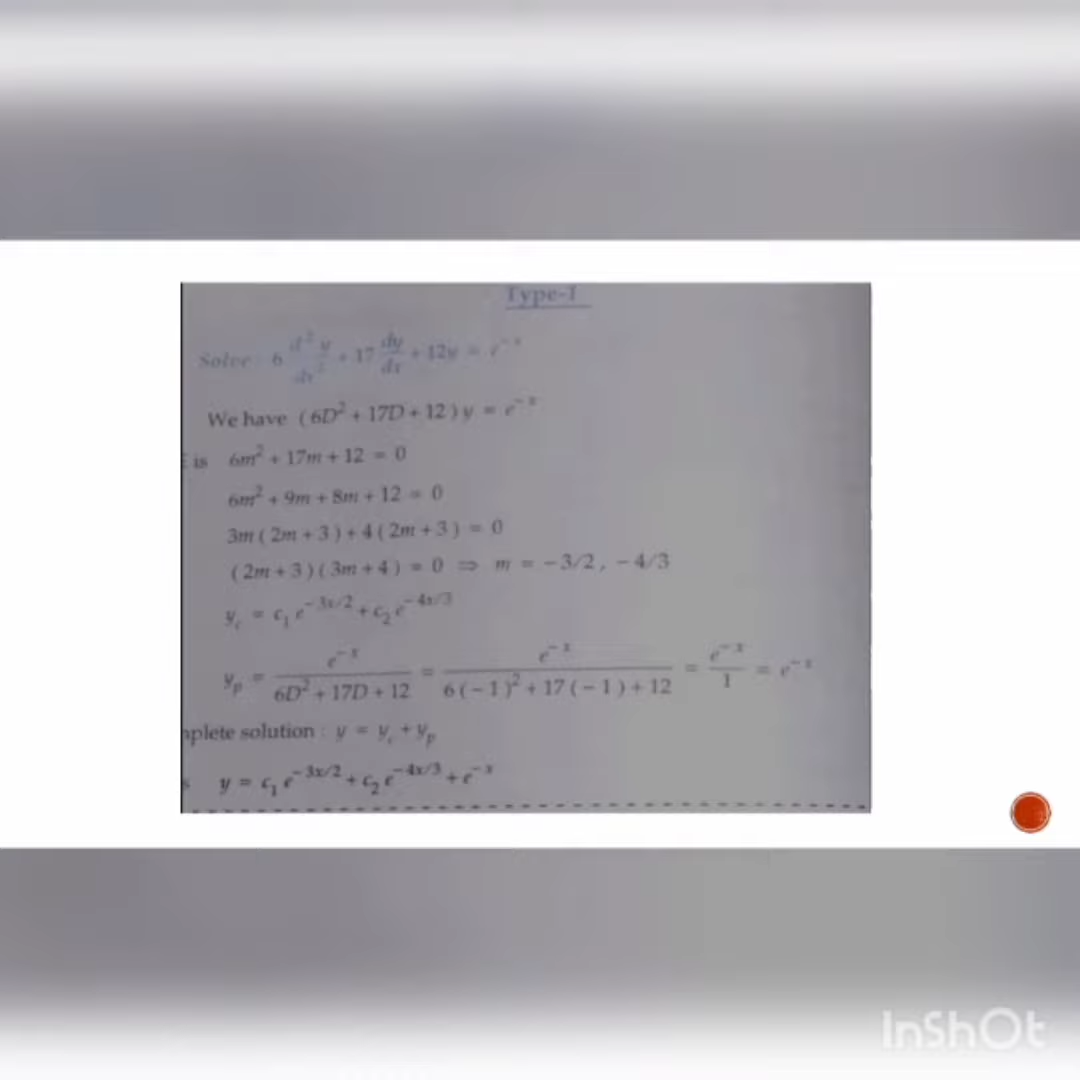 Type-1
Solve : 6 d²y/dx² + 17 dy/dx + 12y = e^{-x}
We have (6D² + 17D + 12) y = e^{-x}
E is 6m² + 17m + 12 = 0
6m² + 9m + 8m + 12 = 0
3m (2m + 3) + 4 (2m + 3) = 0
(2m + 3) (3m + 4) = 0 ⇒ m = -3/2, -4/3
y_c = c₁ e^{-3x/2} + c₂ e^{-4x/3}
y_p = e^{-x} / (6D² + 17D + 12) = e^{-x} / (6(-1)² + 17(-1) + 12) = e^{-x}/1 = e^{-x}
mplete solution : y = y_c + y_p
s y = c₁ e^{-3x/2} + c₂ e^{-4x/3} + e^{-x}
InShOt